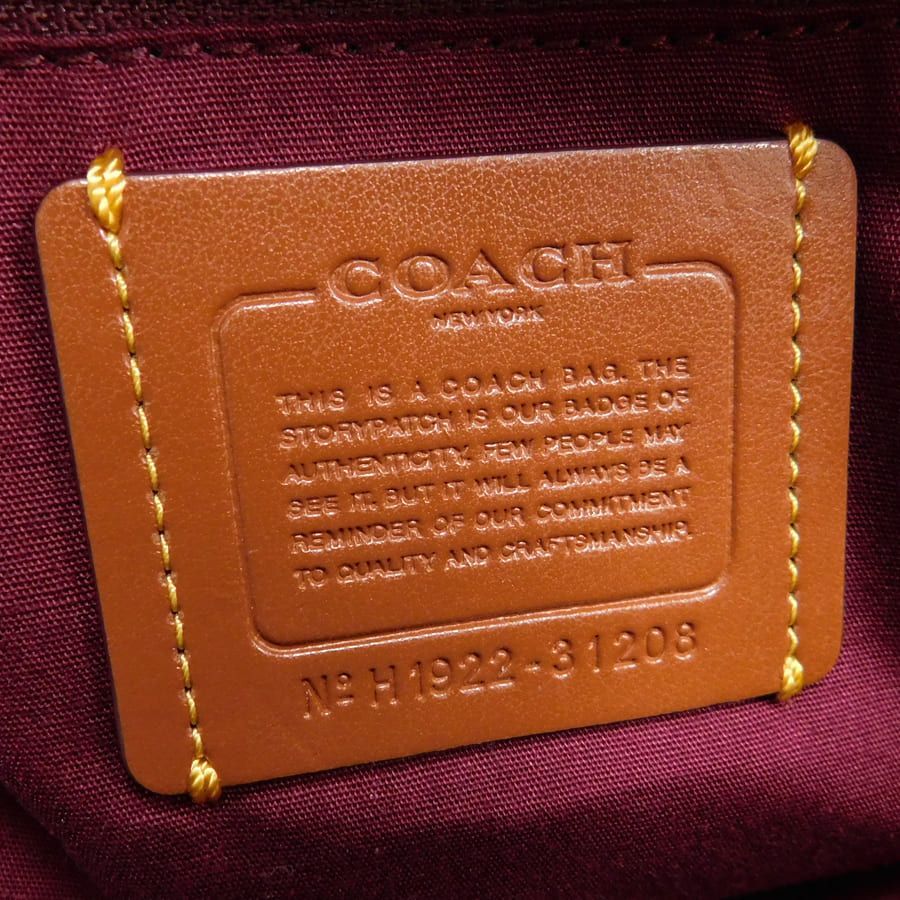 COACH
NEW YORK
THIS IS A COACH BAG. THE
STORYPATCH IS OUR BADGE OF
AUTHENTICITY. FEW PEOPLE MAY
SEE IT. BUT IT WILL ALWAYS BE A
REMINDER OF OUR COMMITMENT
TO QUALITY AND CRAFTSMANSHIP.
Nº H1922-31208